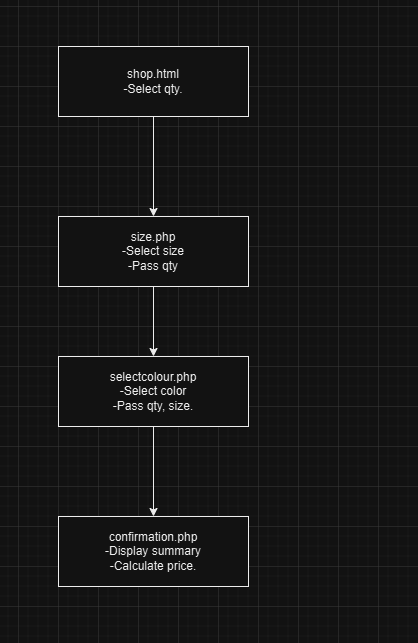 shop.html
-Select qty.
size.php
-Select size
-Pass qty
selectcolour.php
-Select color
-Pass qty, size.
confirmation.php
-Display summary
-Calculate price.